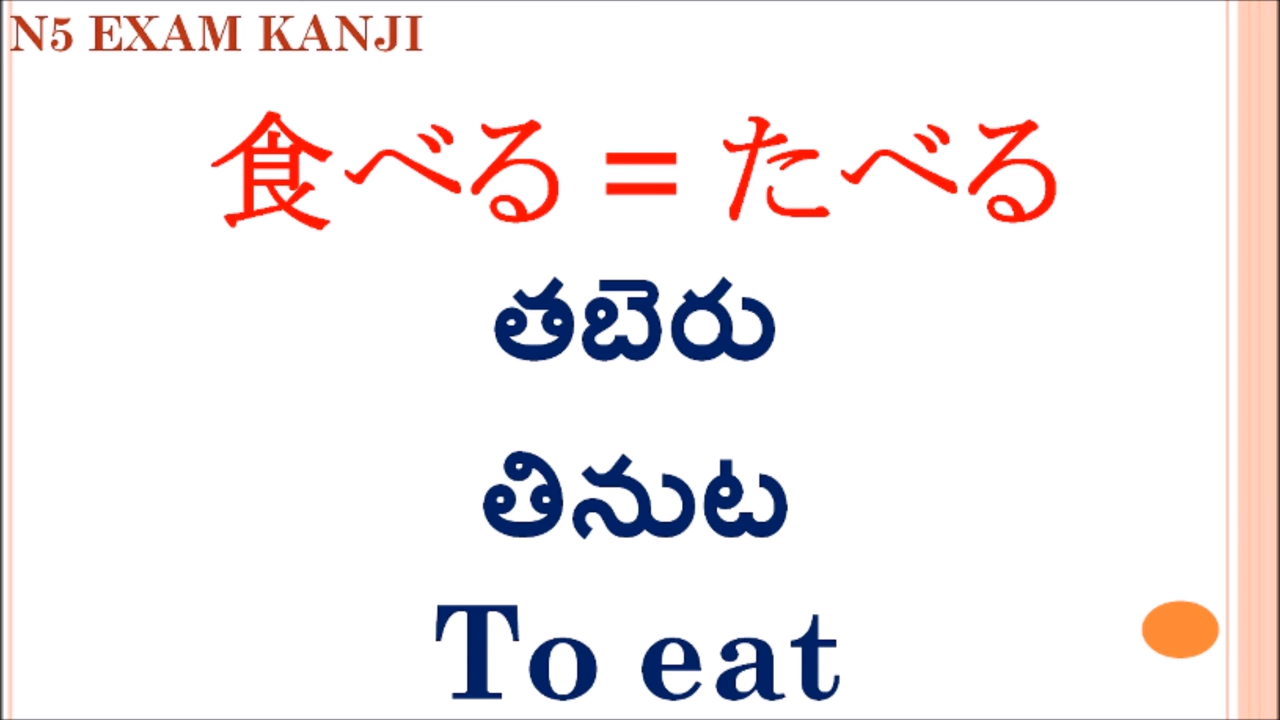 N5 EXAM KANJI
食べる = たべる
తబెరు
తినుట
To eat